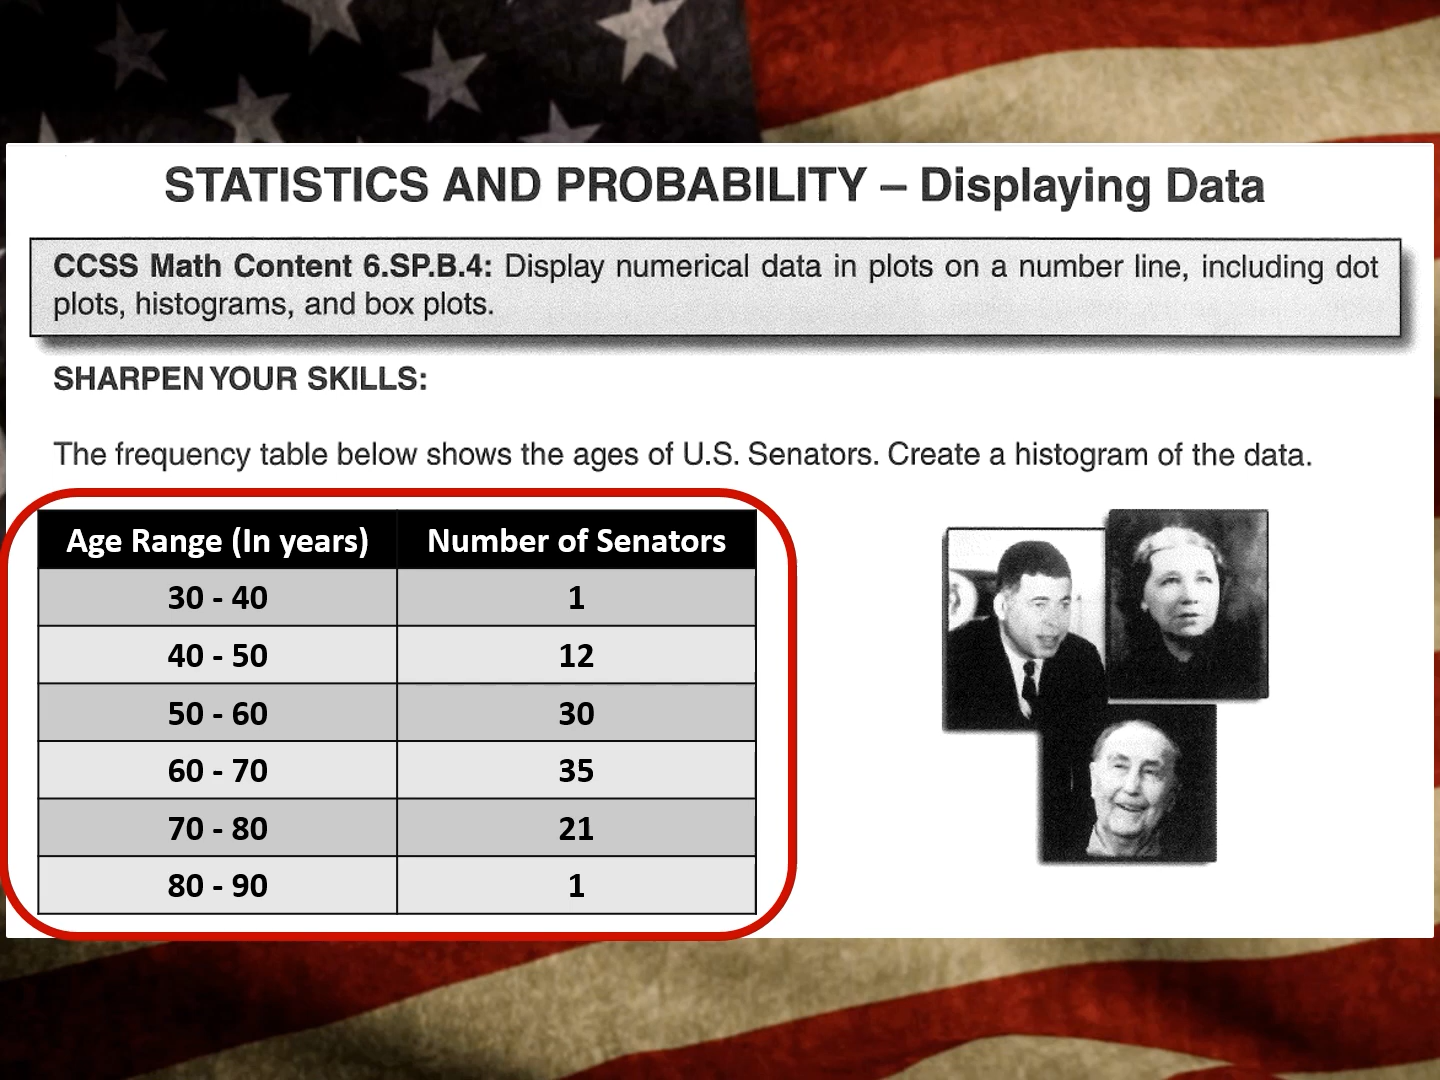 STATISTICS AND PROBABILITY – Displaying Data
CCSS Math Content 6.SP.B.4: Display numerical data in plots on a number line, including dot
plots, histograms, and box plots.
SHARPEN YOUR SKILLS:
The frequency table below shows the ages of U.S. Senators. Create a histogram of the data.
Age Range (In years) Number of Senators
30 - 40 1
40 - 50 12
50 - 60 30
60 - 70 35
70 - 80 21
80 - 90 1